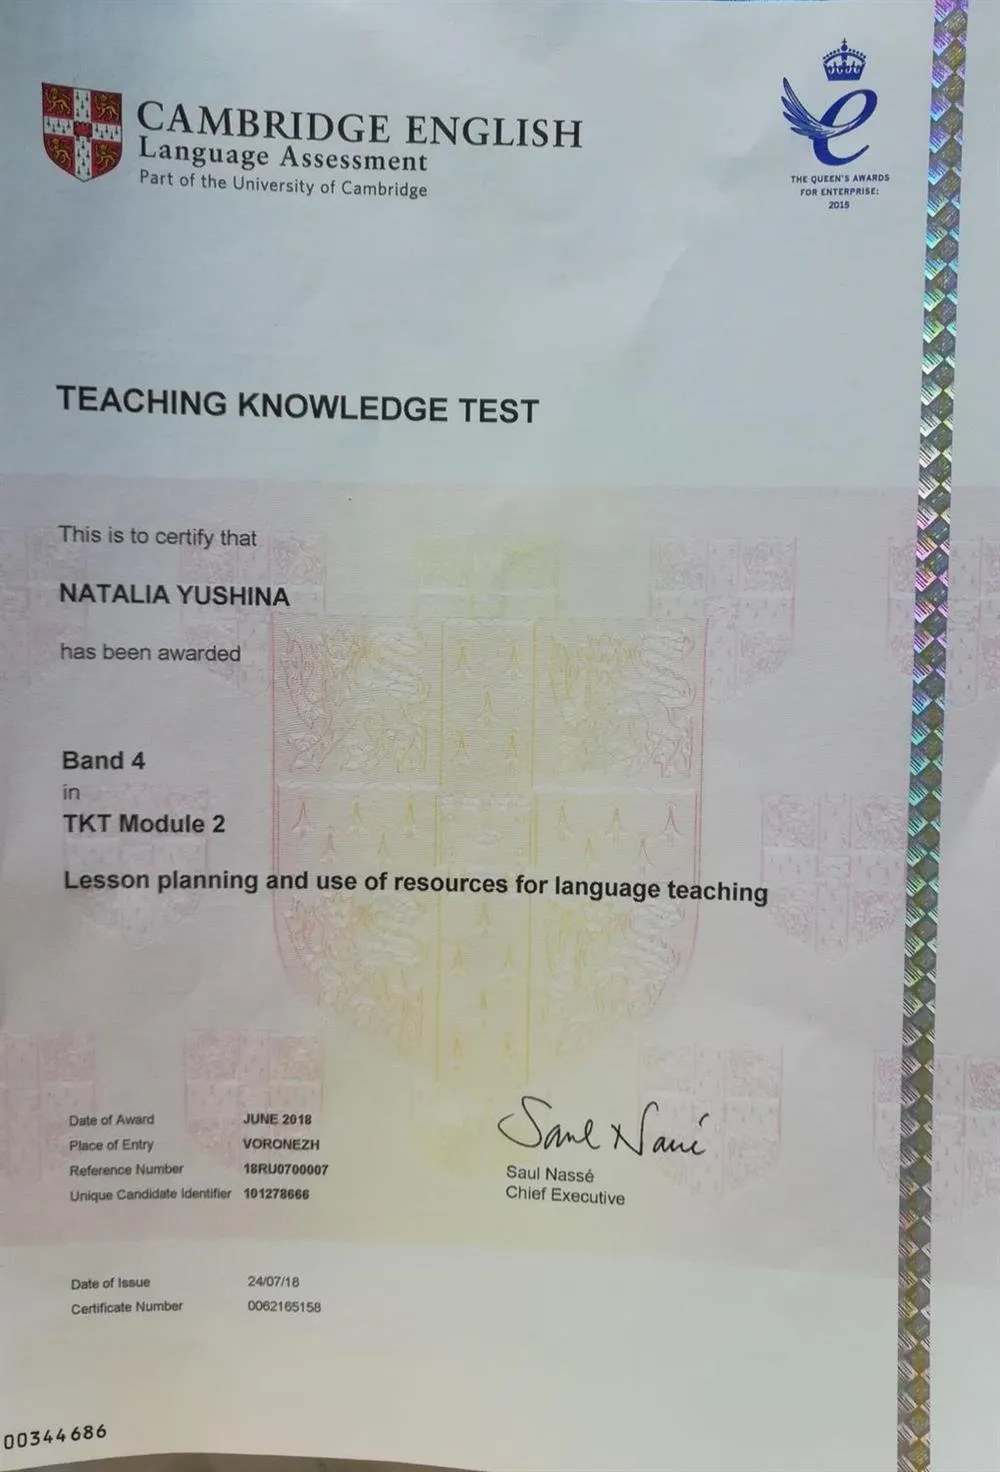 CAMBRIDGE ENGLISH
Language Assessment
Part of the University of Cambridge
THE QUEEN'S AWARDS
FOR ENTERPRISE:
2015
TEACHING KNOWLEDGE TEST
This is to certify that
NATALIA YUSHINA
has been awarded
Band 4
in
TKT Module 2
Lesson planning and use of resources for language teaching
Date of Award JUNE 2018
Place of Entry VORONEZH
Reference Number 18RU0700007
Unique Candidate Identifier 101278666
Saul Nassé
Saul Nassé
Chief Executive
Date of Issue 24/07/18
Certificate Number 0062165158
00344686